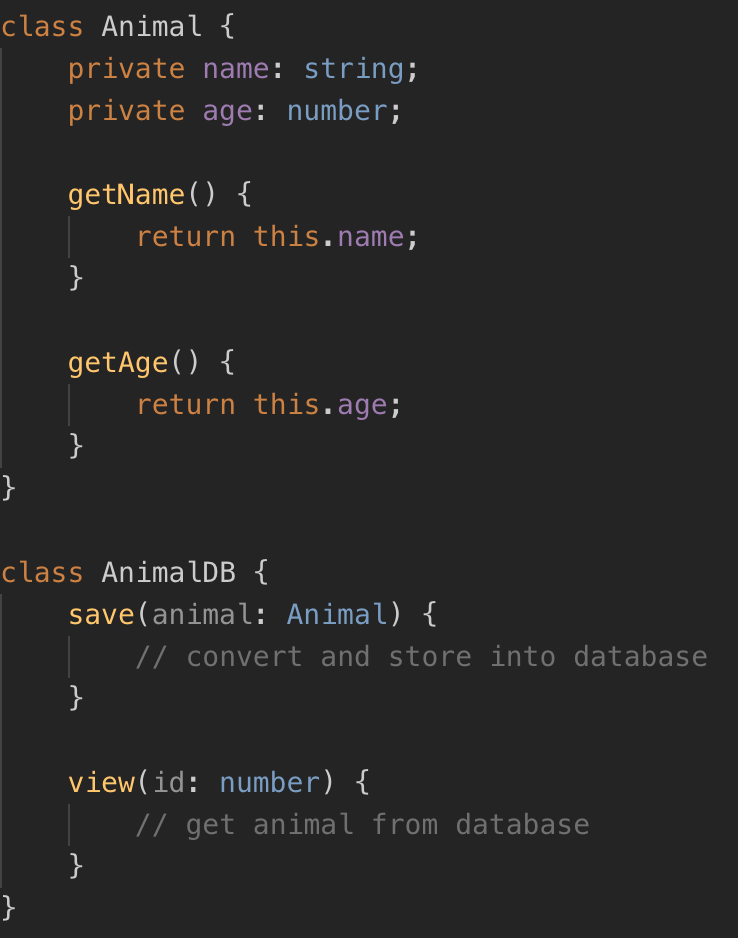 class Animal {
    private name: string;
    private age: number;

    getName() {
        return this.name;
    }

    getAge() {
        return this.age;
    }
}

class AnimalDB {
    save(animal: Animal) {
        // convert and store into database
    }

    view(id: number) {
        // get animal from database
    }
}